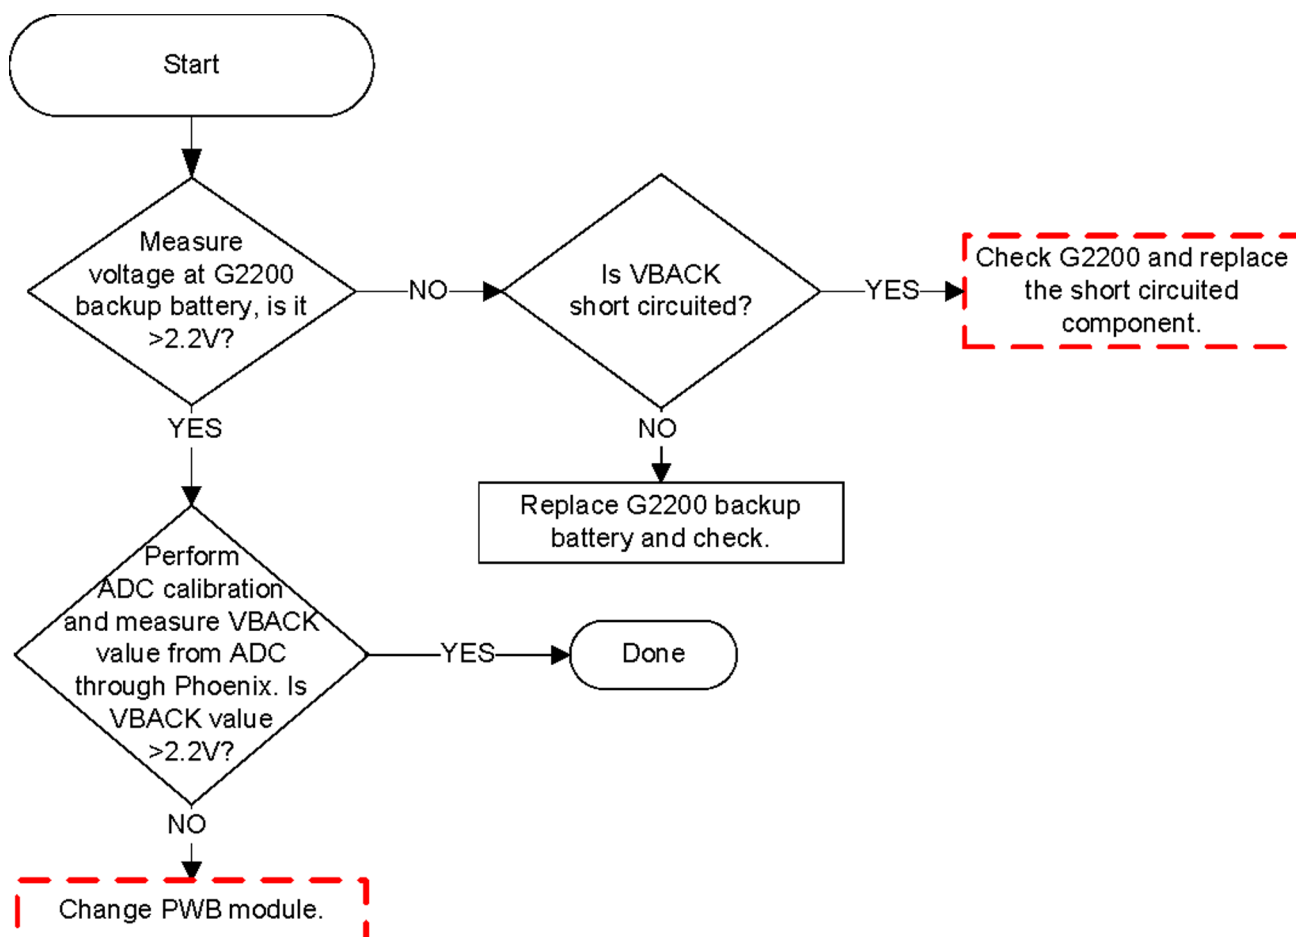 Start
Measure
voltage at G2200
backup battery, is it
>2.2V?
NO
Is VBACK
short circuited?
YES
Check G2200 and replace
the short circuited
component.
YES
NO
Replace G2200 backup
battery and check.
Perform
ADC calibration
and measure VBACK
value from ADC
through Phoenix. Is
VBACK value
>2.2V?
YES
Done
NO
Change PWB module.